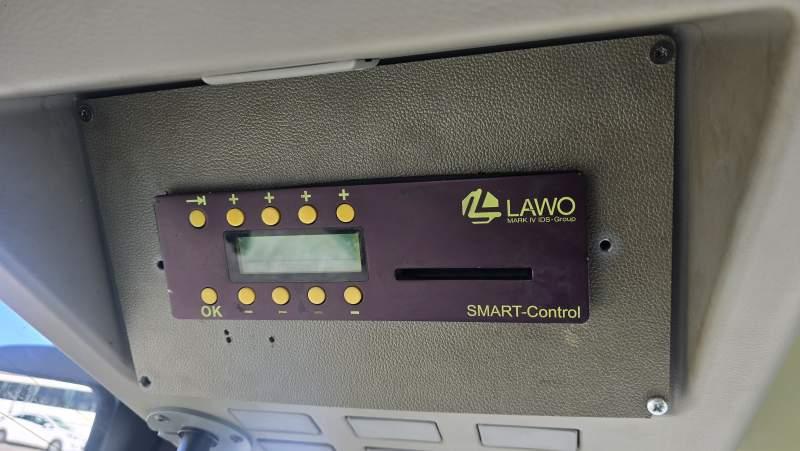 LAWO
MARK IV IDS-Group
+ + + +
OK - - - -
SMART-Control